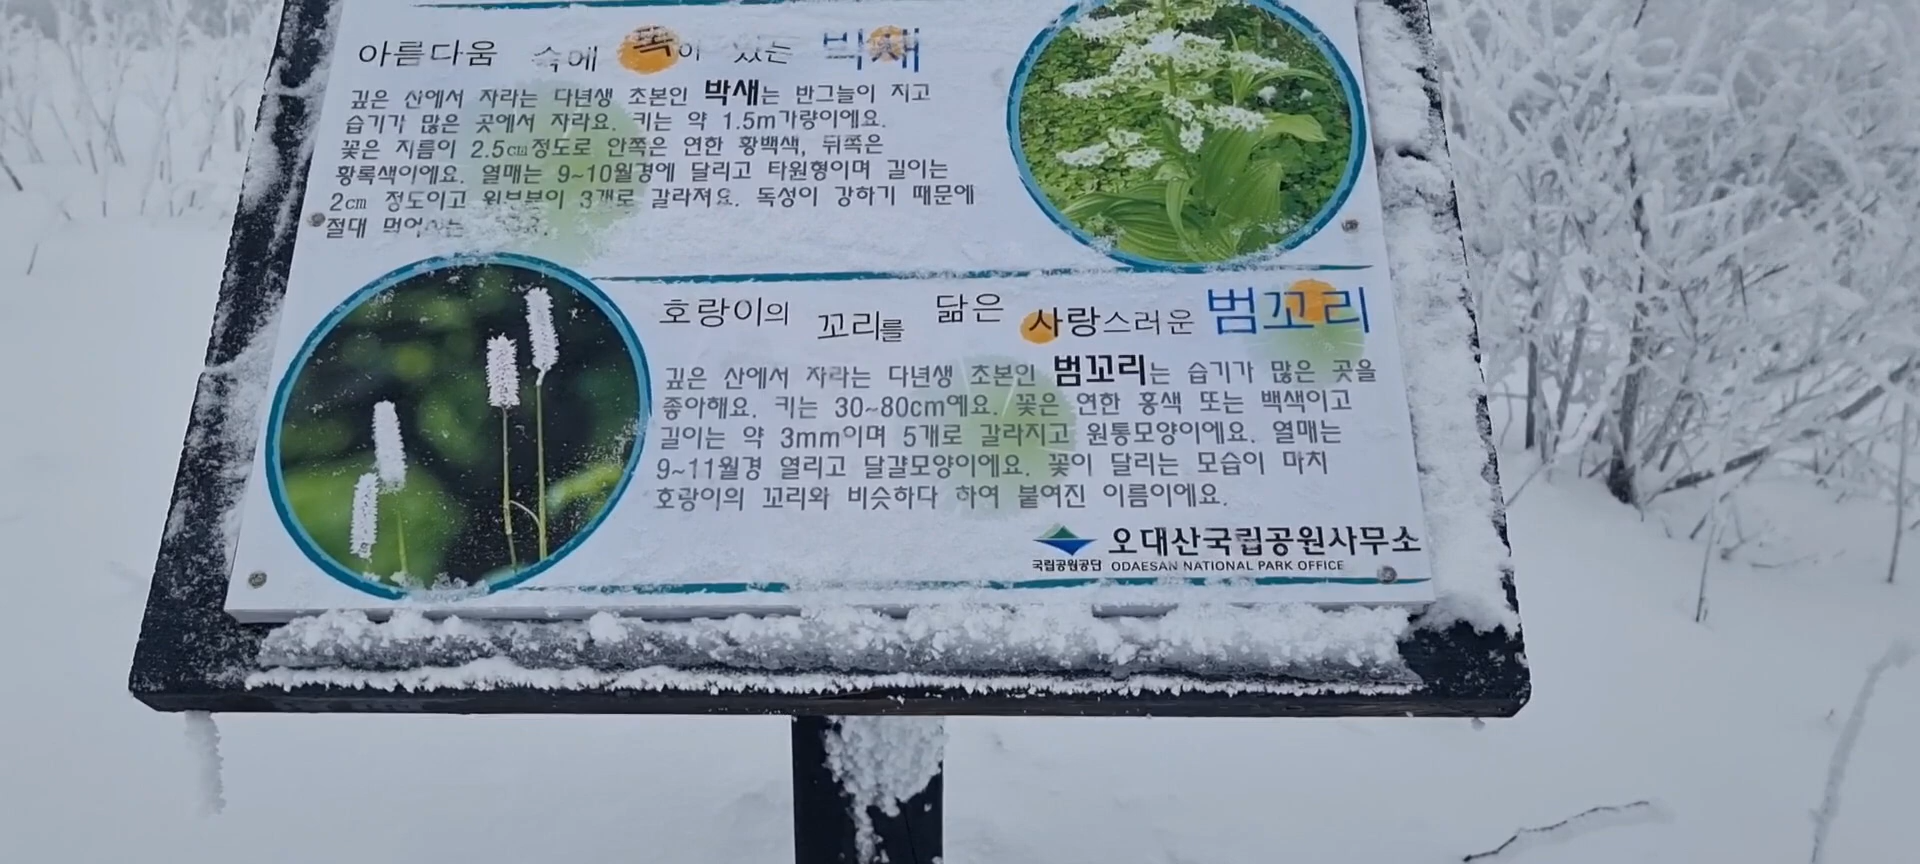 아름다움 속에 독이 있는 박새
깊은 산에서 자라는 다년생 초본인 박새는 반그늘이 지고
습기가 많은 곳에서 자라요. 키는 약 1.5m가량이에요.
꽃은 지름이 2.5cm정도로 안쪽은 연한 황백색, 뒤쪽은
황록색이에요. 열매는 9~10월경에 달리고 타원형이며 길이는
2cm 정도이고 윗부분이 3개로 갈라져요. 독성이 강하기 때문에
절대
호랑이의 꼬리를 닮은 사랑스러운 범꼬리
깊은 산에서 자라는 다년생 초본인 범꼬리는 습기가 많은 곳을
좋아해요. 키는 30~80cm예요. 꽃은 연한 홍색 또는 백색이고
길이는 약 3mm이며 5개로 갈라지고 원통모양이에요. 열매는
9~11월경 열리고 달걀모양이에요. 꽃이 달리는 모습이 마치
호랑이의 꼬리와 비슷하다 하여 붙여진 이름이에요.
오대산국립공원사무소
국립공원공단 ODAESAN NATIONAL PARK OFFICE